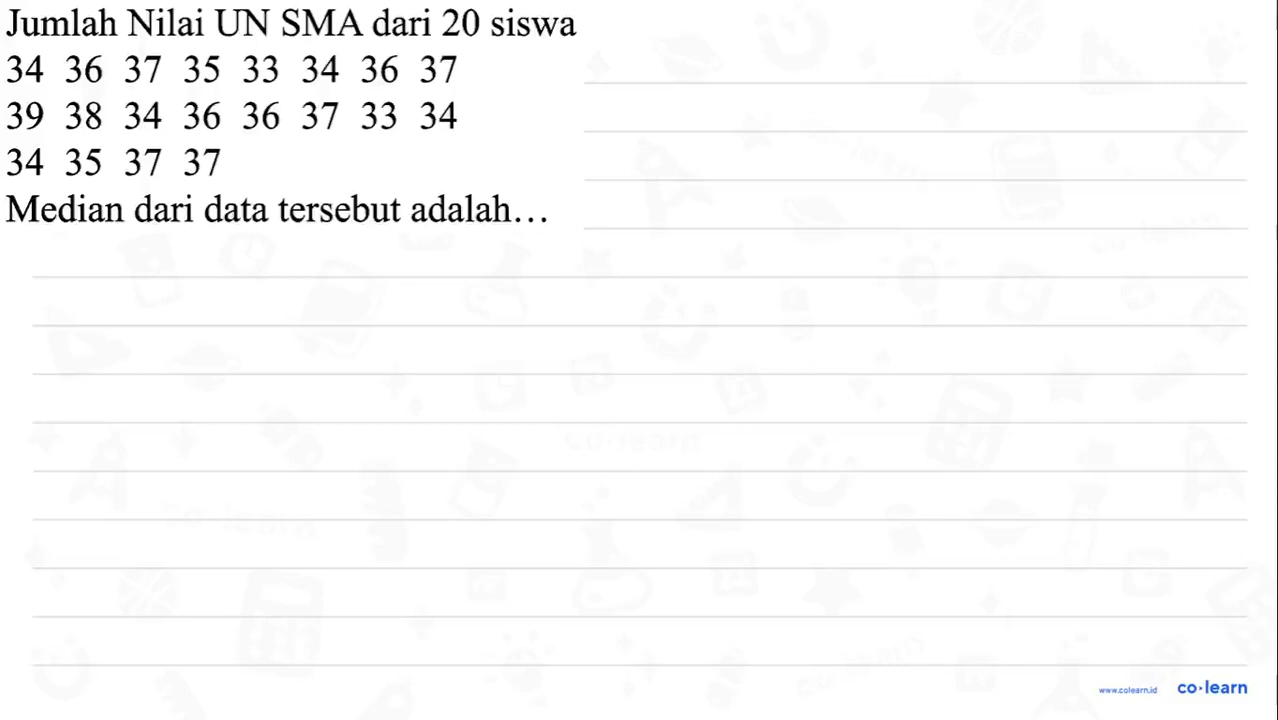 Jumlah Nilai UN SMA dari 20 siswa
34 36 37 35 33 34 36 37
39 38 34 36 36 37 33 34
34 35 37 37
Median dari data tersebut adalah...
www.colearn.id co·learn